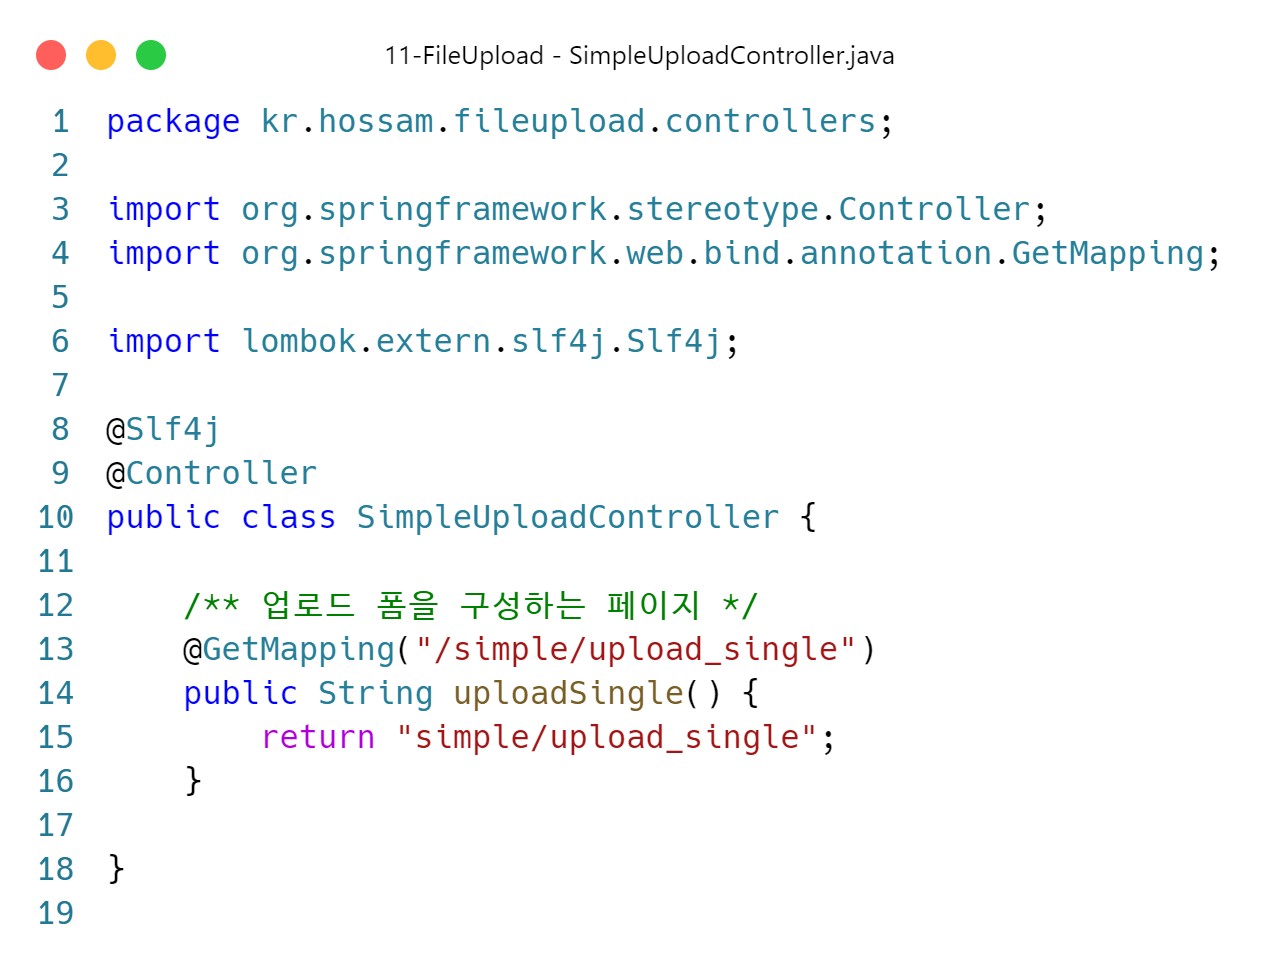 11-FileUpload - SimpleUploadController.java
1 package kr.hossam.fileupload.controllers;
2
3 import org.springframework.stereotype.Controller;
4 import org.springframework.web.bind.annotation.GetMapping;
5
6 import lombok.extern.slf4j.Slf4j;
7
8 @Slf4j
9 @Controller
10 public class SimpleUploadController {
11
12     /** 업로드 폼을 구성하는 페이지 */
13     @GetMapping("/simple/upload_single")
14     public String uploadSingle() {
15         return "simple/upload_single";
16     }
17
18 }
19